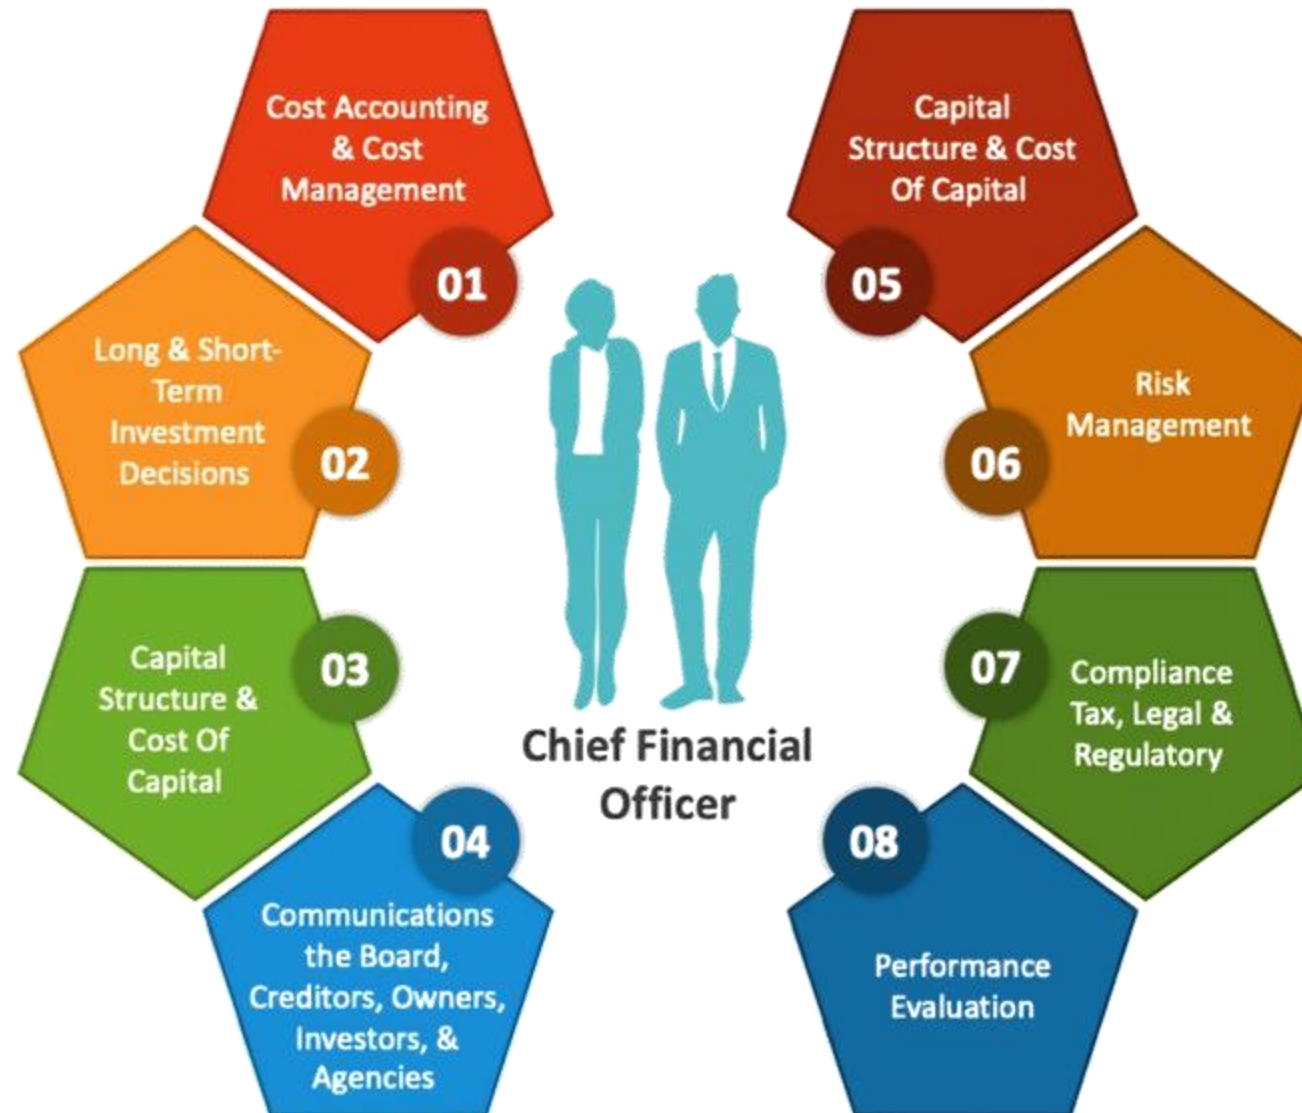 Cost Accounting
& Cost
Management
01
Long & Short-
Term
Investment
Decisions
02
Capital
Structure &
Cost Of
Capital
03
04
Communications
the Board,
Creditors, Owners,
Investors, &
Agencies
Chief Financial
Officer
Capital
Structure & Cost
Of Capital
05
Risk
Management
06
07
Compliance
Tax, Legal &
Regulatory
08
Performance
Evaluation